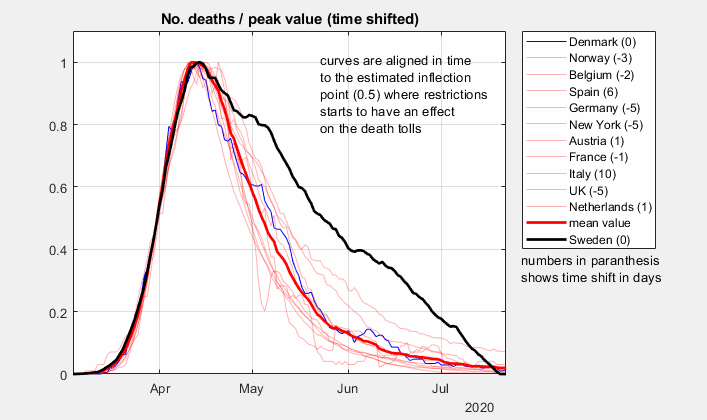 No. deaths / peak value (time shifted)
curves are aligned in time
to the estimated inflection
point (0.5) where restrictions
starts to have an effect
on the death tolls
1
0.8
0.6
0.4
0.2
0
Apr
May
Jun
Jul
2020
Denmark (0)
Norway (-3)
Belgium (-2)
Spain (6)
Germany (-5)
New York (-5)
Austria (1)
France (-1)
Italy (10)
UK (-5)
Netherlands (1)
mean value
Sweden (0)
numbers in paranthesis
shows time shift in days